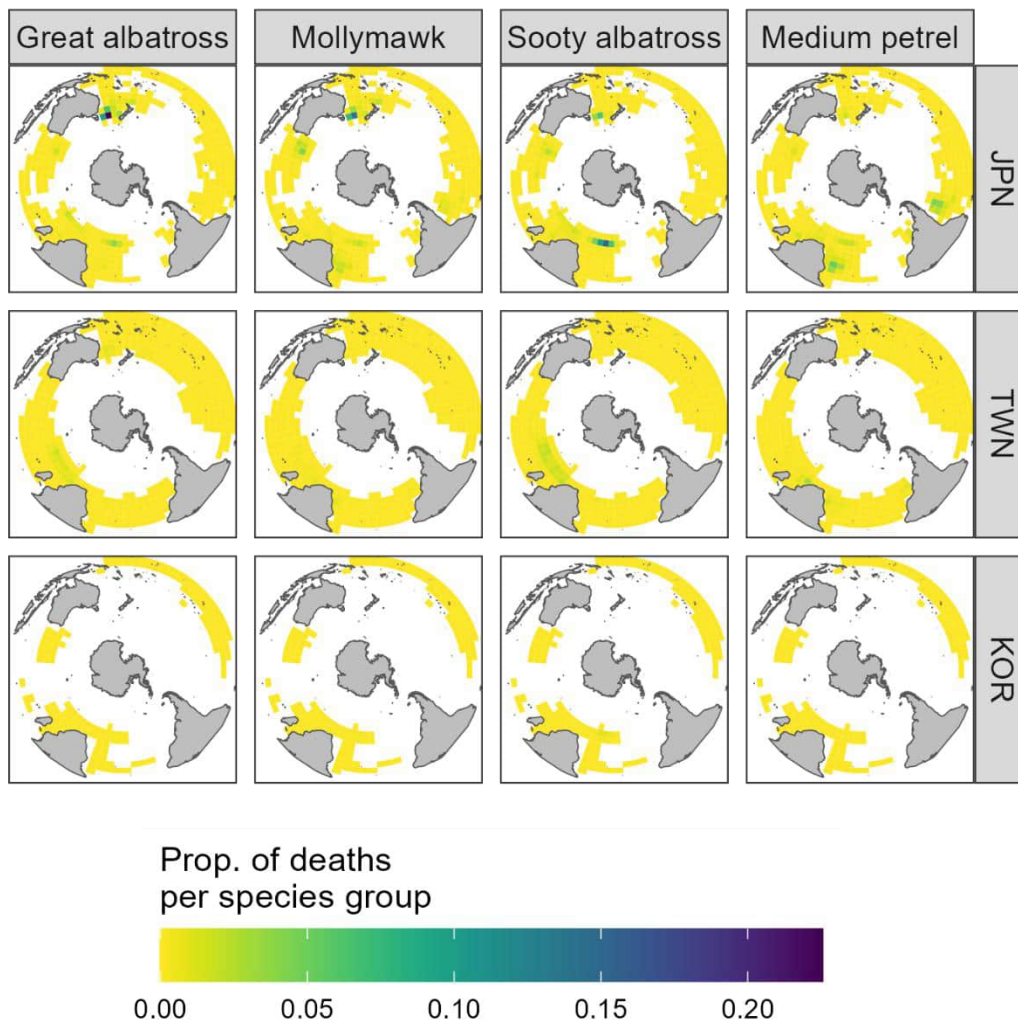 Great albatross
Mollymawk
Sooty albatross
Medium petrel
JPN
TWN
KOR
Prop. of deaths
per species group
0.00
0.05
0.10
0.15
0.20